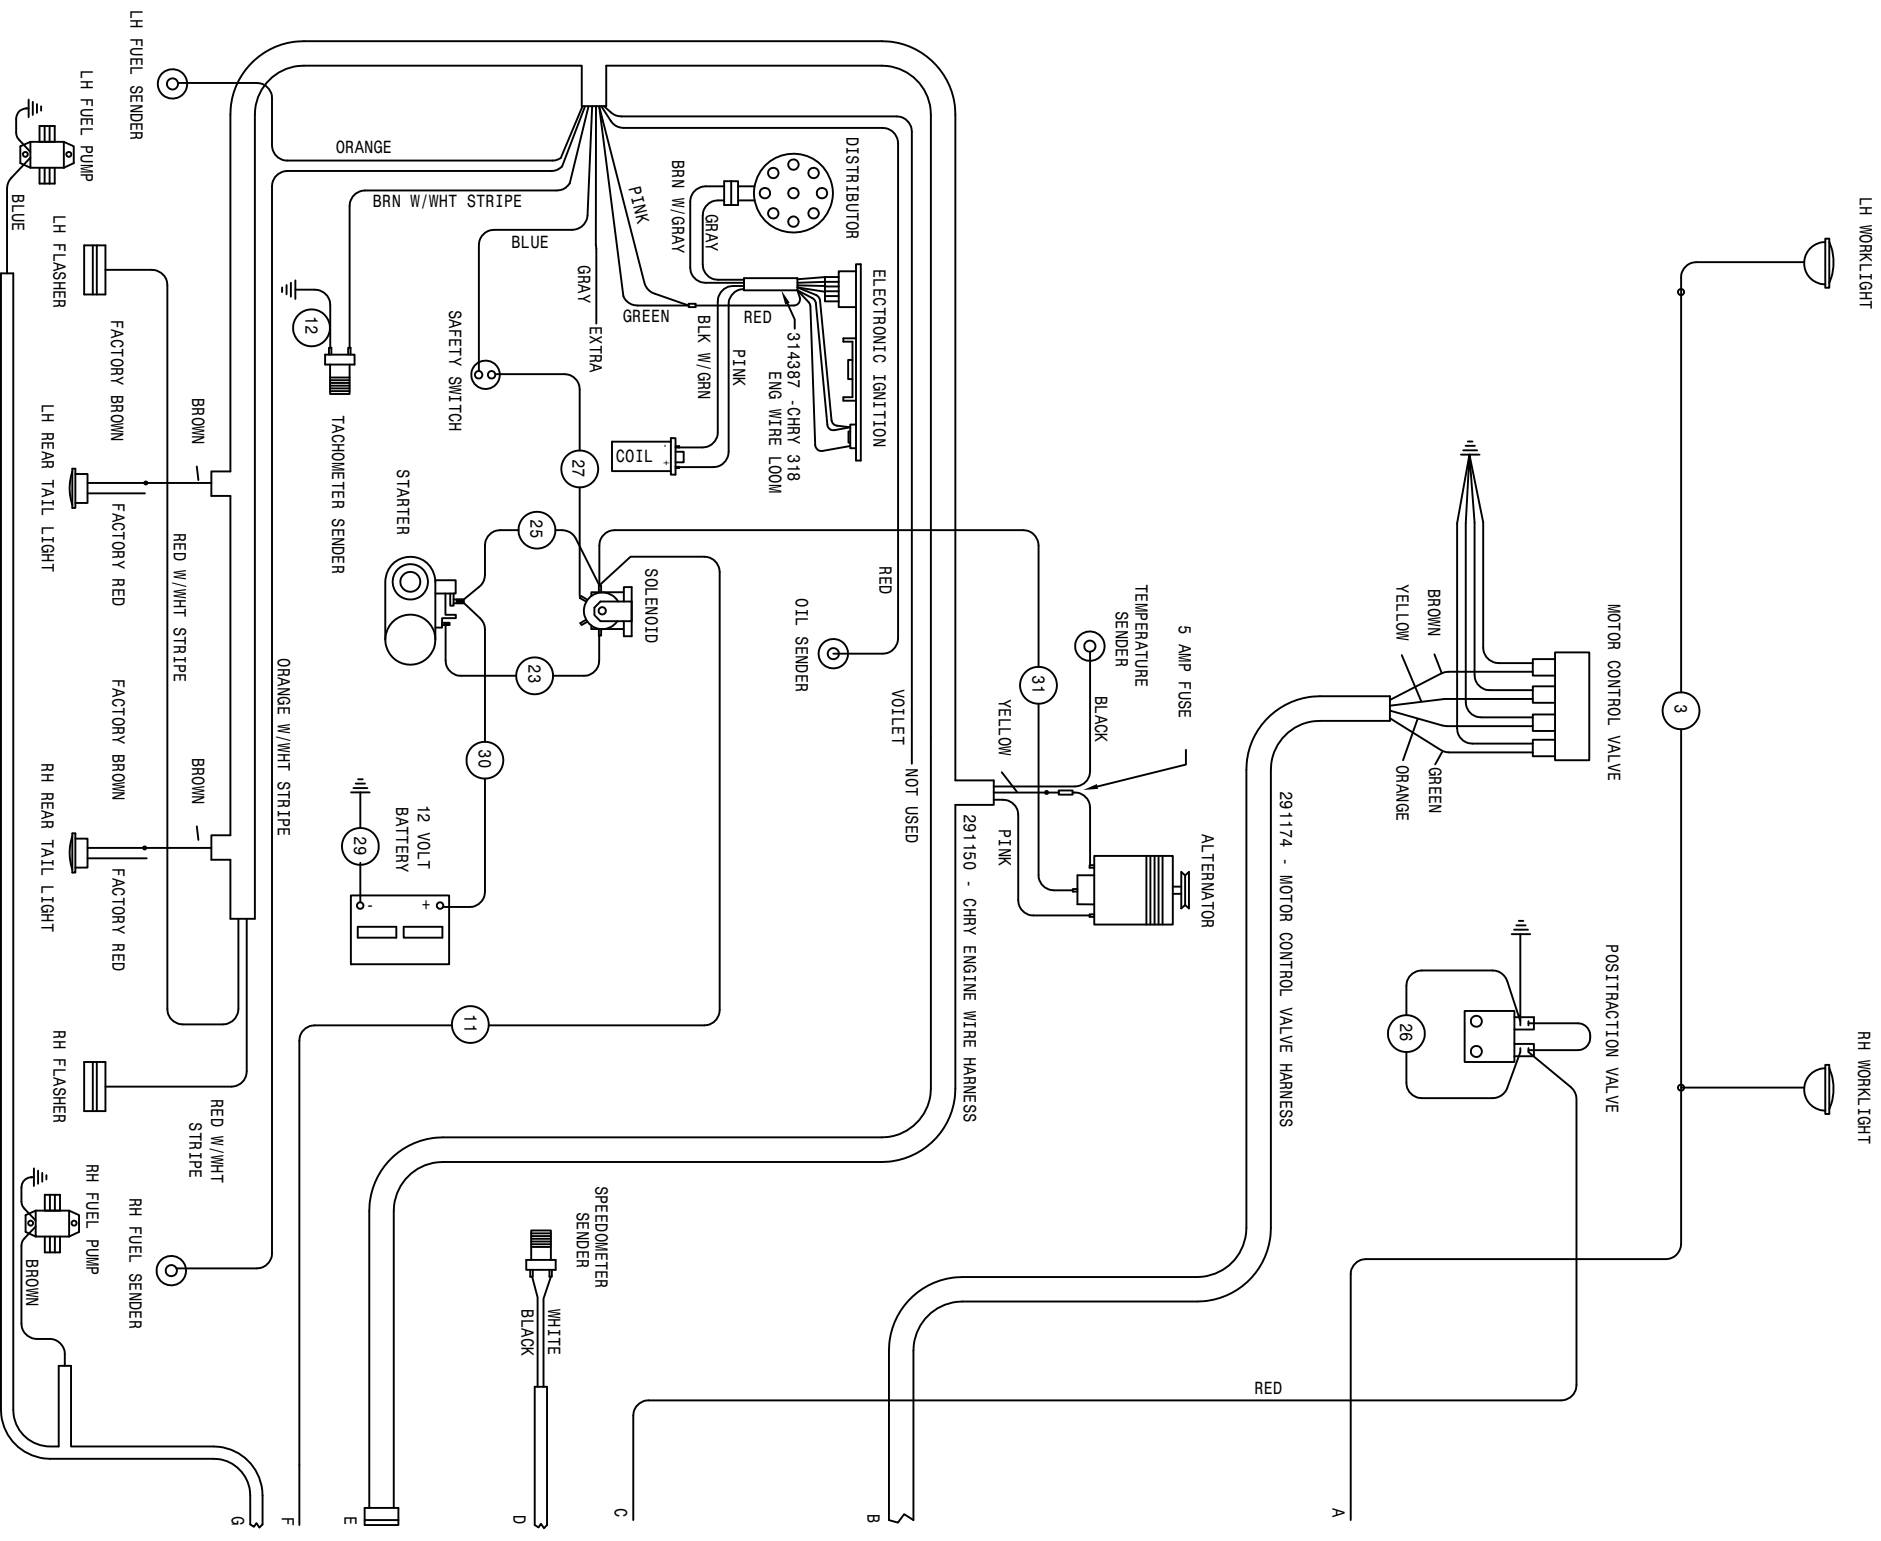 LH WORKLIGHT
RH WORKLIGHT
3
MOTOR CONTROL VALVE
BROWN
YELLOW
GREEN
ORANGE
POSITRACTION VALVE
26
291174 - MOTOR CONTROL VALVE HARNESS
5 AMP FUSE
TEMPERATURE
SENDER
BLACK
YELLOW
PINK
31
ALTERNATOR
291150 - CHRY ENGINE WIRE HARNESS
RED
VOILET
NOT USED
OIL SENDER
DISTRIBUTOR
ELECTRONIC IGNITION
BRN W/GRAY
GRAY
314387 -CHRY 318
ENG WIRE LOOM
RED
PINK
BLK W/GRN
GREEN
PINK
COIL
-
+
EXTRA
GRAY
BLUE
BRN W/WHT STRIPE
ORANGE
SAFETY SWITCH
27
SOLENOID
25
23
STARTER
30
12 VOLT
BATTERY
29
-
+
12
TACHOMETER SENDER
11
ORANGE W/WHT STRIPE
RED W/WHT STRIPE
LH FUEL SENDER
LH FUEL PUMP
BLUE
LH FLASHER
BROWN
FACTORY BROWN
FACTORY RED
LH REAR TAIL LIGHT
BROWN
FACTORY BROWN
FACTORY RED
RH REAR TAIL LIGHT
RH FLASHER
RED W/WHT
STRIPE
RH FUEL PUMP
RH FUEL SENDER
BROWN
SPEEDOMETER
SENDER
WHITE
BLACK
RED
A
B
C
D
E
F
G